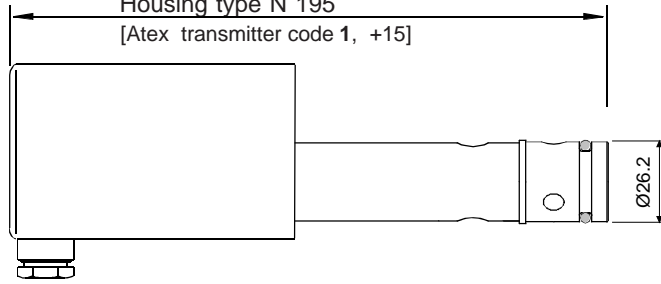 Housing type N 195
[Atex transmitter code 1, +15]
Ø26.2